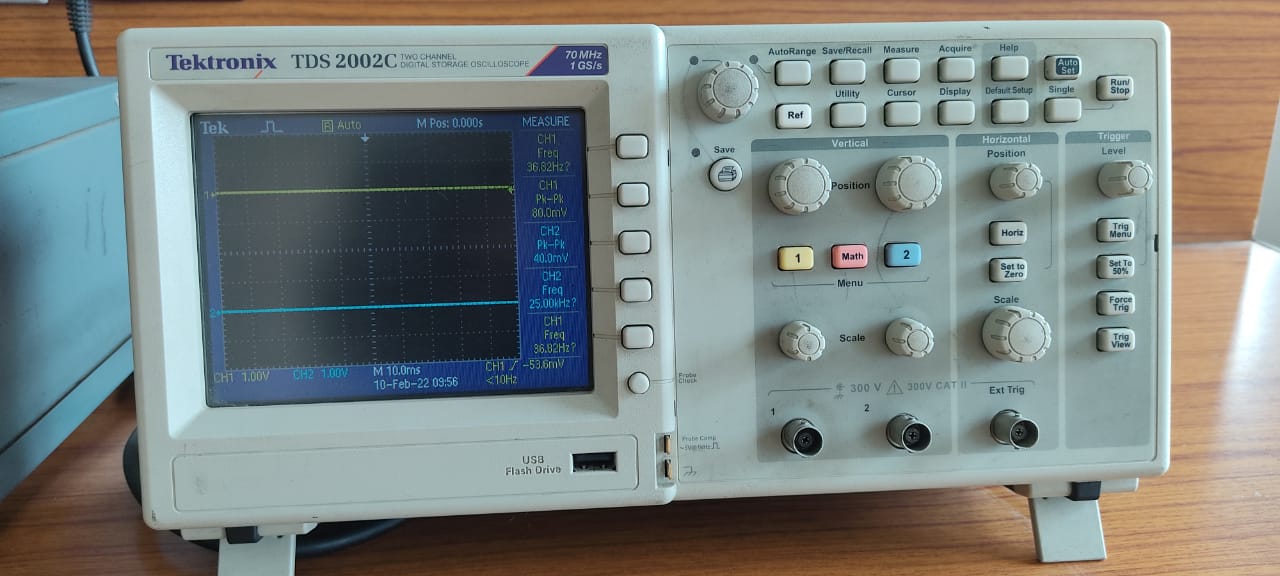 Tektronix TDS 2002C TWO CHANNEL
DIGITAL STORAGE OSCILLOSCOPE
70 MHz
1 GS/s
Tek
R Auto
M Pos: 0.000s
MEASURE
CH1
Freq
36.82Hz?
CH1
Pk-Pk
80.0mV
CH2
Pk-Pk
40.0mV
CH2
Freq
25.00kHz?
CH1
Freq
36.82Hz?
1
2
CH1 1.00V
CH2 1.00V
M 10.0ms
CH1
-53.6mV
10-Feb-22 09:56
<10Hz
USB
Flash Drive
Probe
Check
Probe Comp
AutoRange
Save/Recall
Measure
Acquire
Help
Auto
Set
Ref
Utility
Cursor
Display
Default Setup
Single
Run/
Stop
Save
Vertical
Horizontal
Trigger
Position
Position
Level
1
Math
2
Menu
Horiz
Set to
Zero
Trig
Menu
Set To
50%
Force
Trig
Trig
View
Scale
Scale
300 V
300V CAT II
1
2
Ext Trig